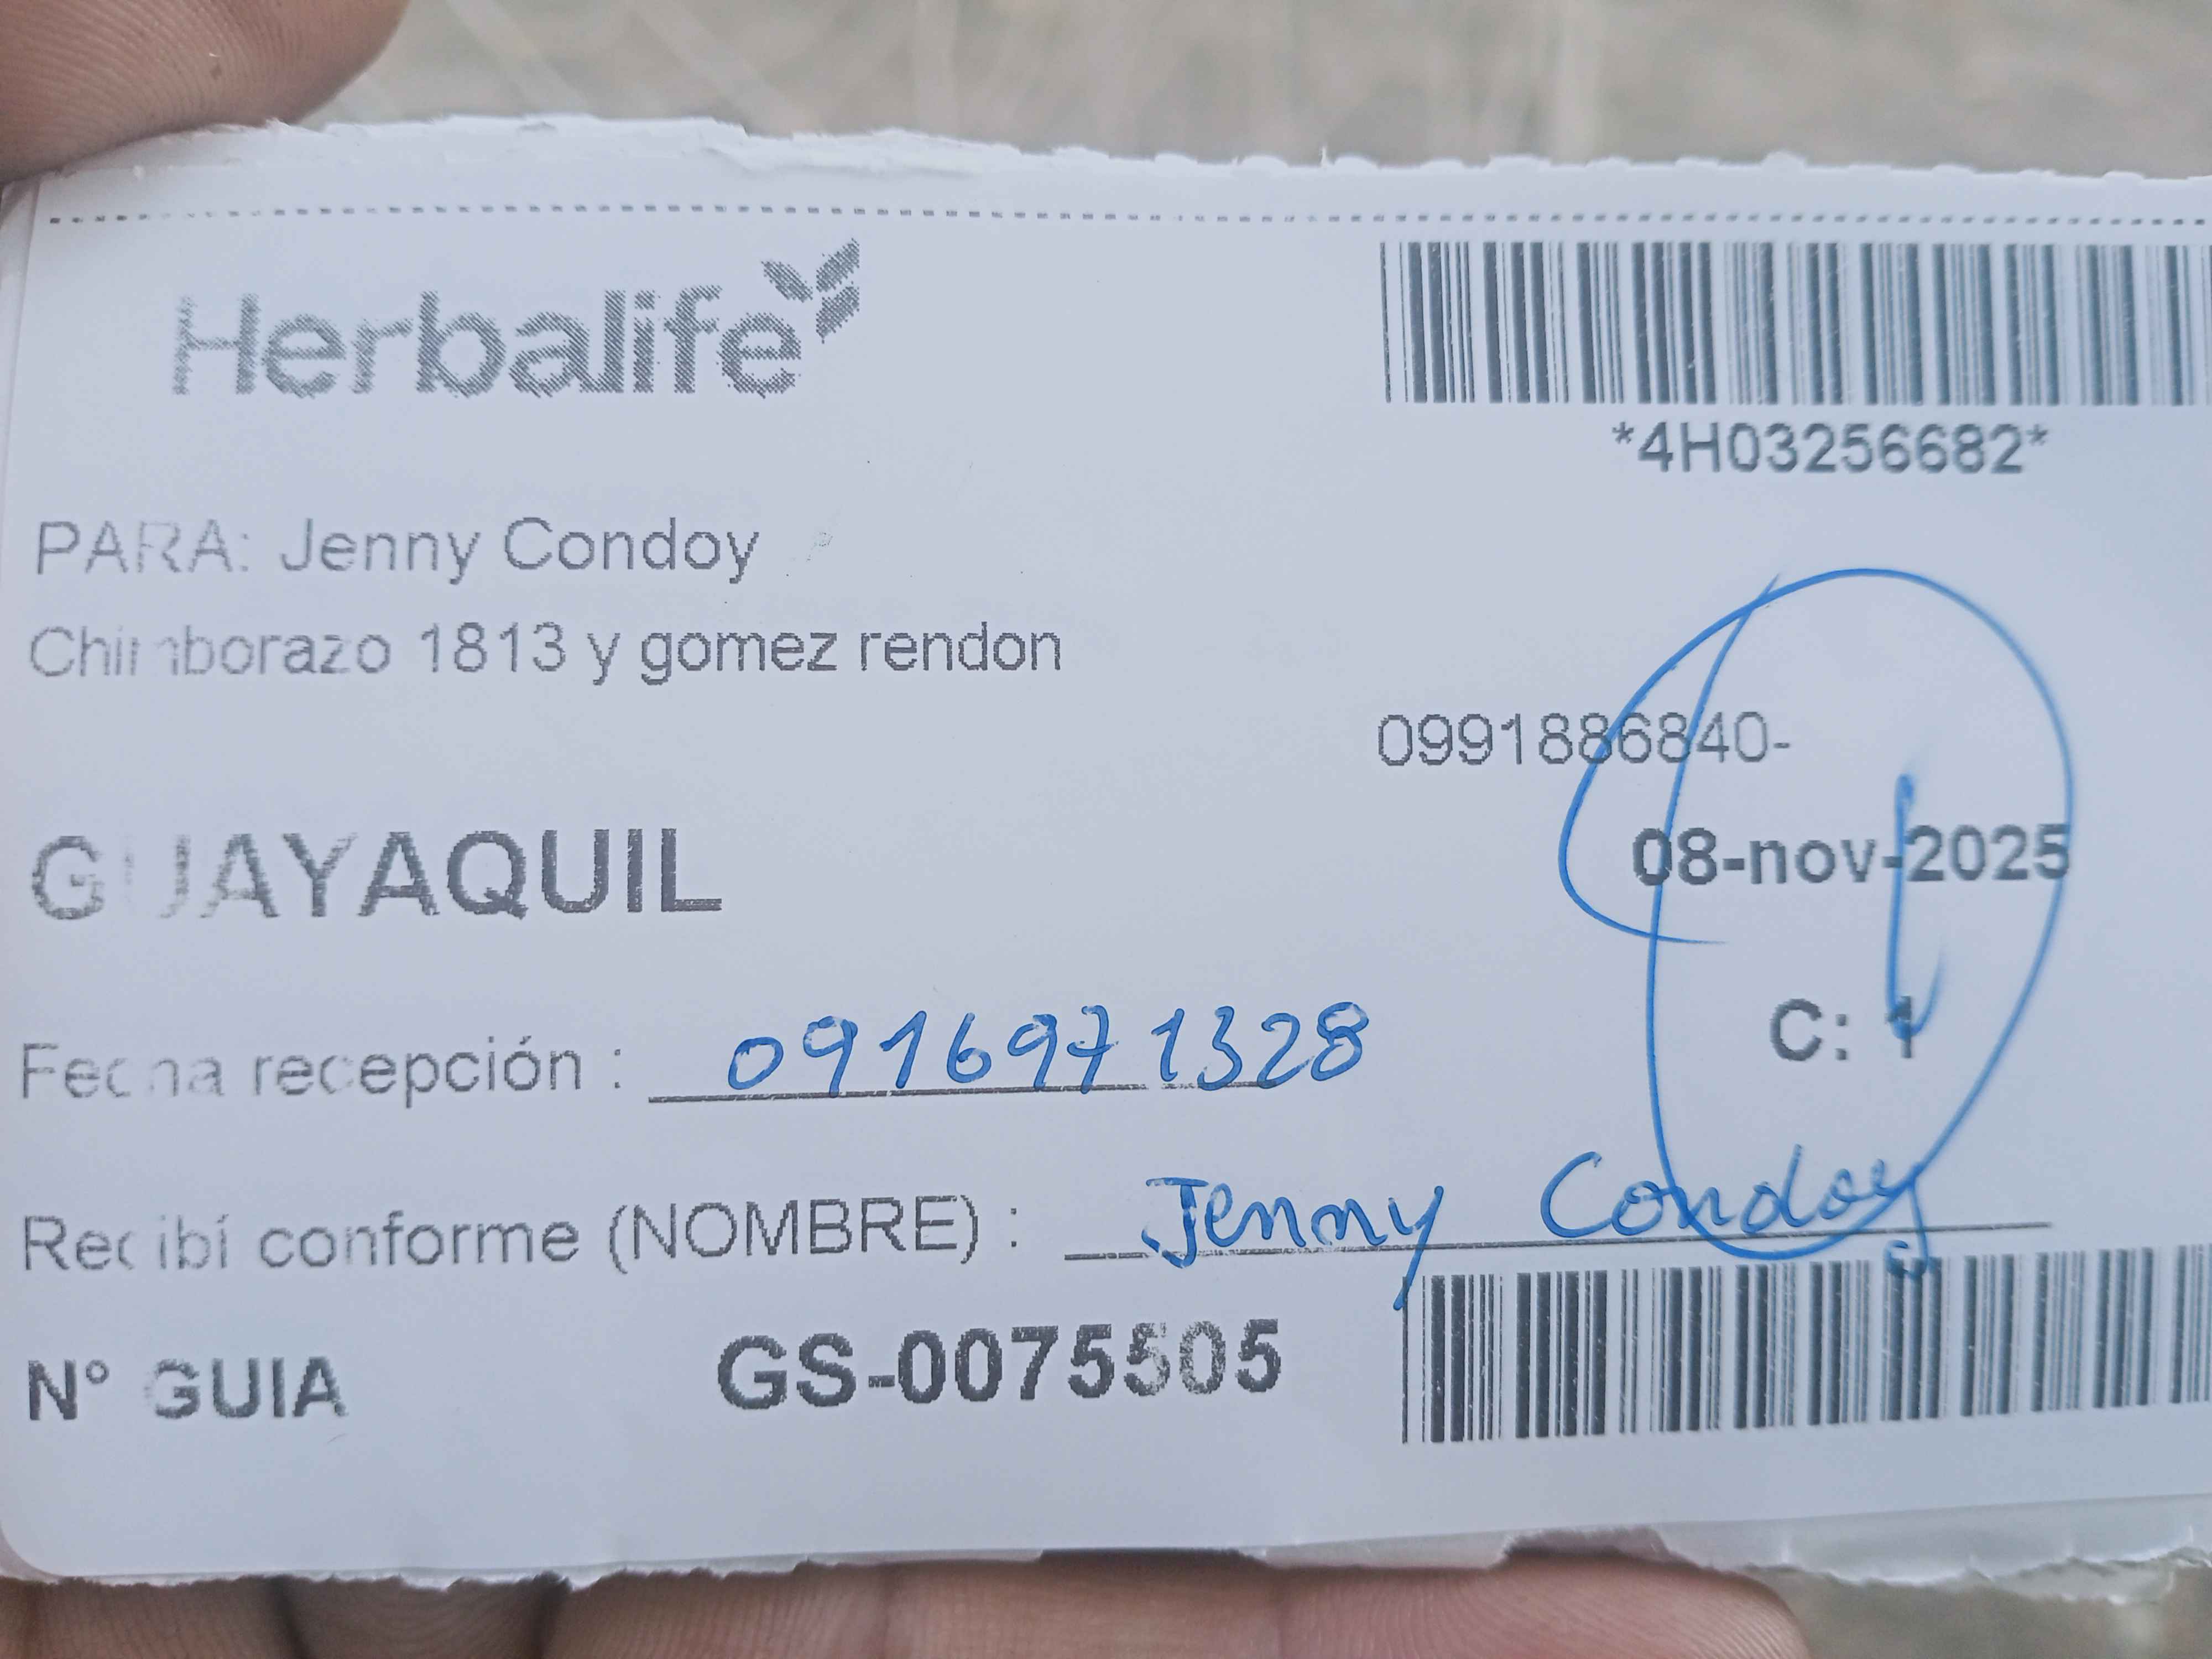 Herbalife
*4H03256682*
PARA: Jenny Condoy
Chimborazo 1813 y gomez rendon
0991886840-
GUAYAQUIL
08-nov-2025
C: 1
Fecha recepción : 0916971328
Recibí conforme (NOMBRE) : Jenny Condoy
N° GUIA GS-0075505